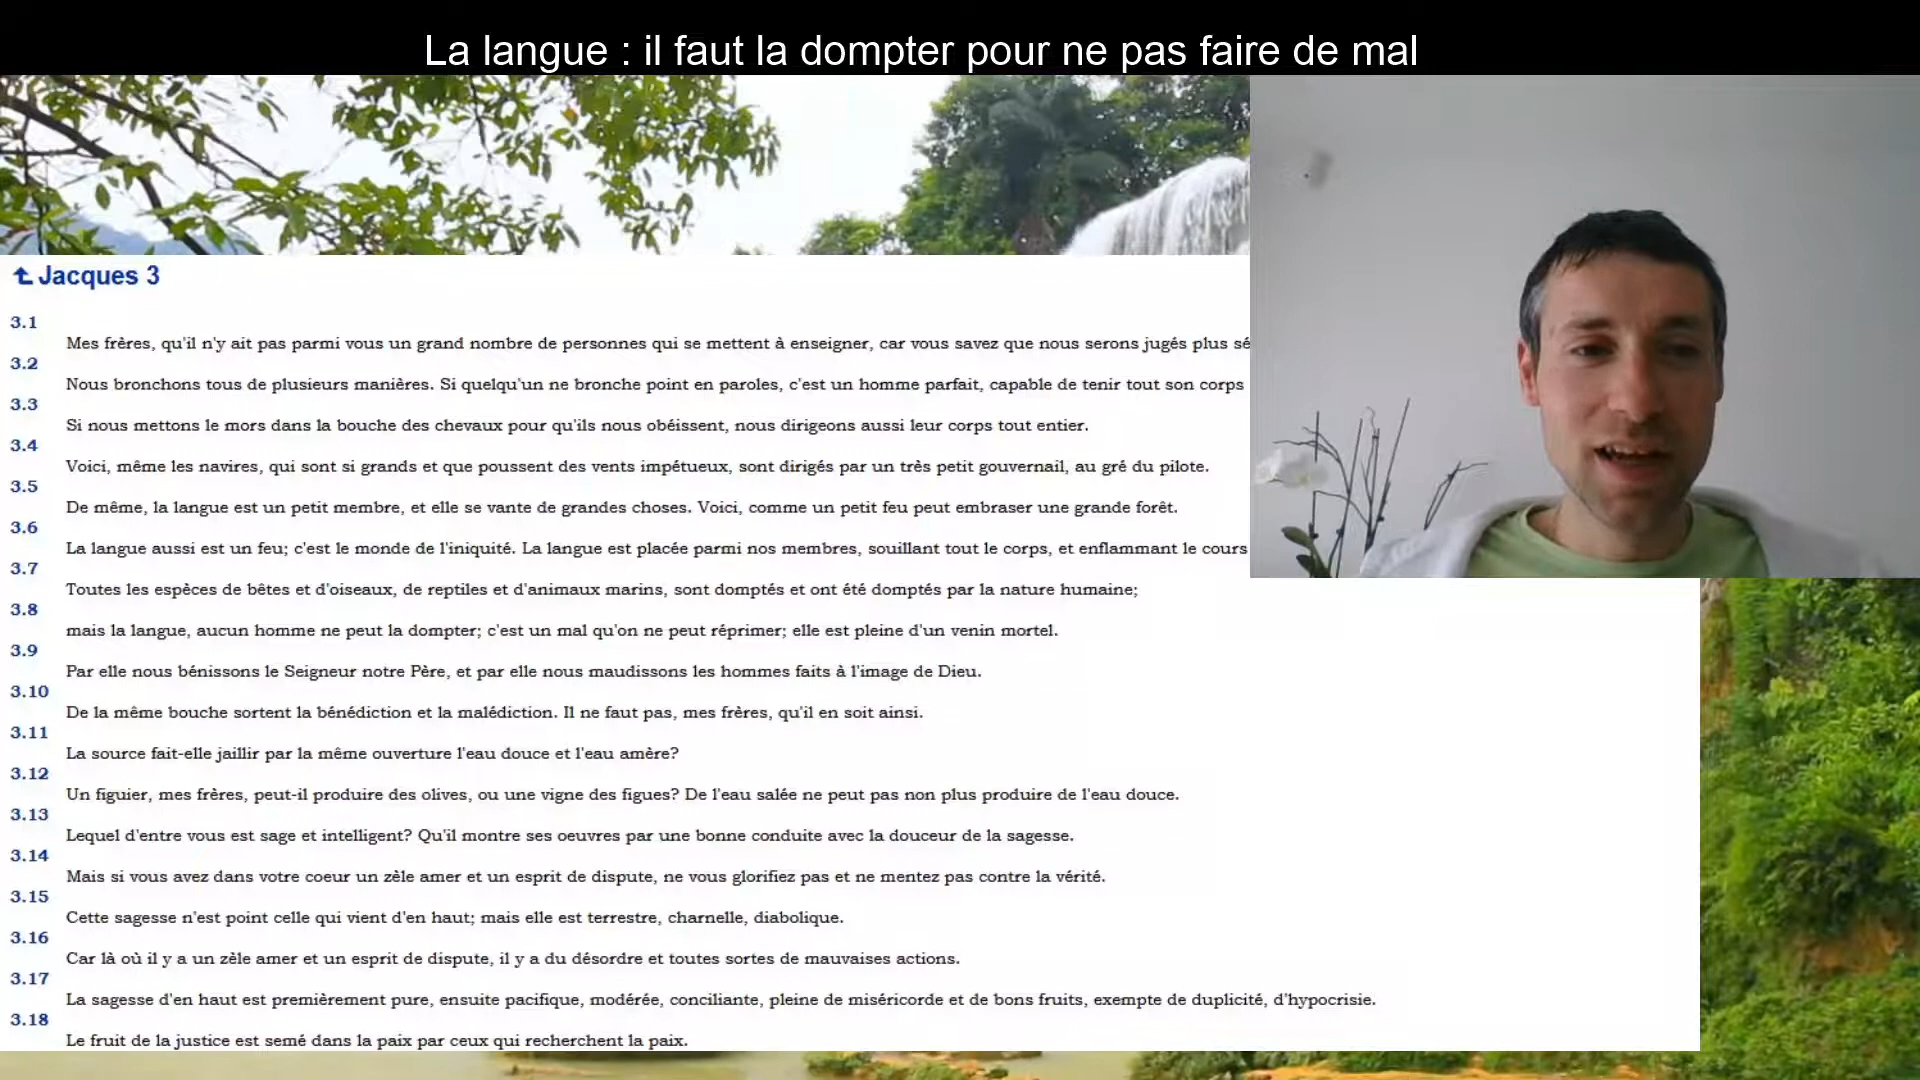 La langue : il faut la dompter pour ne pas faire de mal
Jacques 3
3.1
Mes frères, qu'il n'y ait pas parmi vous un grand nombre de personnes qui se mettent à enseigner, car vous savez que nous serons jugés plus sé
3.2
Nous bronchons tous de plusieurs manières. Si quelqu'un ne bronche point en paroles, c'est un homme parfait, capable de tenir tout son corps
3.3
Si nous mettons le mors dans la bouche des chevaux pour qu'ils nous obéissent, nous dirigeons aussi leur corps tout entier.
3.4
Voici, même les navires, qui sont si grands et que poussent des vents impétueux, sont dirigés par un très petit gouvernail, au gré du pilote.
3.5
De même, la langue est un petit membre, et elle se vante de grandes choses. Voici, comme un petit feu peut embraser une grande forêt.
3.6
La langue aussi est un feu; c'est le monde de l'iniquité. La langue est placée parmi nos membres, souillant tout le corps, et enflammant le cours
3.7
Toutes les espèces de bêtes et d'oiseaux, de reptiles et d'animaux marins, sont domptés et ont été domptés par la nature humaine;
3.8
mais la langue, aucun homme ne peut la dompter; c'est un mal qu'on ne peut réprimer; elle est pleine d'un venin mortel.
3.9
Par elle nous bénissons le Seigneur notre Père, et par elle nous maudissons les hommes faits à l'image de Dieu.
3.10
De la même bouche sortent la bénédiction et la malédiction. Il ne faut pas, mes frères, qu'il en soit ainsi.
3.11
La source fait-elle jaillir par la même ouverture l'eau douce et l'eau amère?
3.12
Un figuier, mes frères, peut-il produire des olives, ou une vigne des figues? De l'eau salée ne peut pas non plus produire de l'eau douce.
3.13
Lequel d'entre vous est sage et intelligent? Qu'il montre ses oeuvres par une bonne conduite avec la douceur de la sagesse.
3.14
Mais si vous avez dans votre coeur un zèle amer et un esprit de dispute, ne vous glorifiez pas et ne mentez pas contre la vérité.
3.15
Cette sagesse n'est point celle qui vient d'en haut; mais elle est terrestre, charnelle, diabolique.
3.16
Car là où il y a un zèle amer et un esprit de dispute, il y a du désordre et toutes sortes de mauvaises actions.
3.17
La sagesse d'en haut est premièrement pure, ensuite pacifique, modérée, conciliante, pleine de miséricorde et de bons fruits, exempte de duplicité, d'hypocrisie.
3.18
Le fruit de la justice est semé dans la paix par ceux qui recherchent la paix.